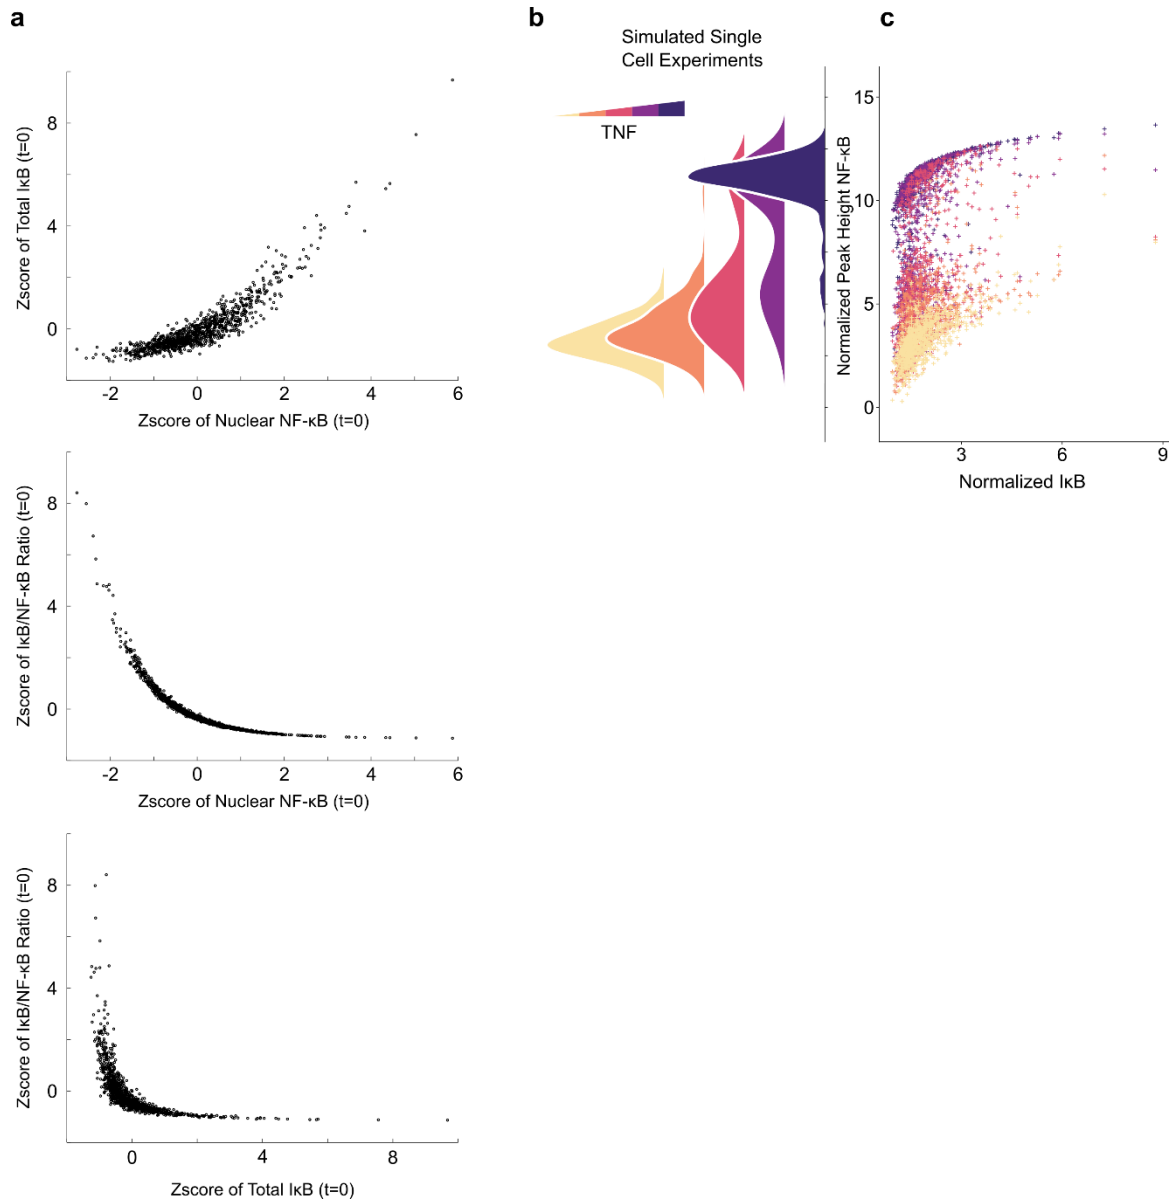 a
b
c
Simulated Single
Cell Experiments
TNF
Zscore of Total IκB (t=0)
8
4
0
-2
0
2
4
6
Zscore of Nuclear NF-κB (t=0)
Normalized Peak Height NF-κB
15
10
5
0
3
6
9
Normalized IκB
Zscore of IκB/NF-κB Ratio (t=0)
8
4
0
-2
0
2
4
6
Zscore of Nuclear NF-κB (t=0)
Zscore of IκB/NF-κB Ratio (t=0)
8
4
0
0
4
8
Zscore of Total IκB (t=0)